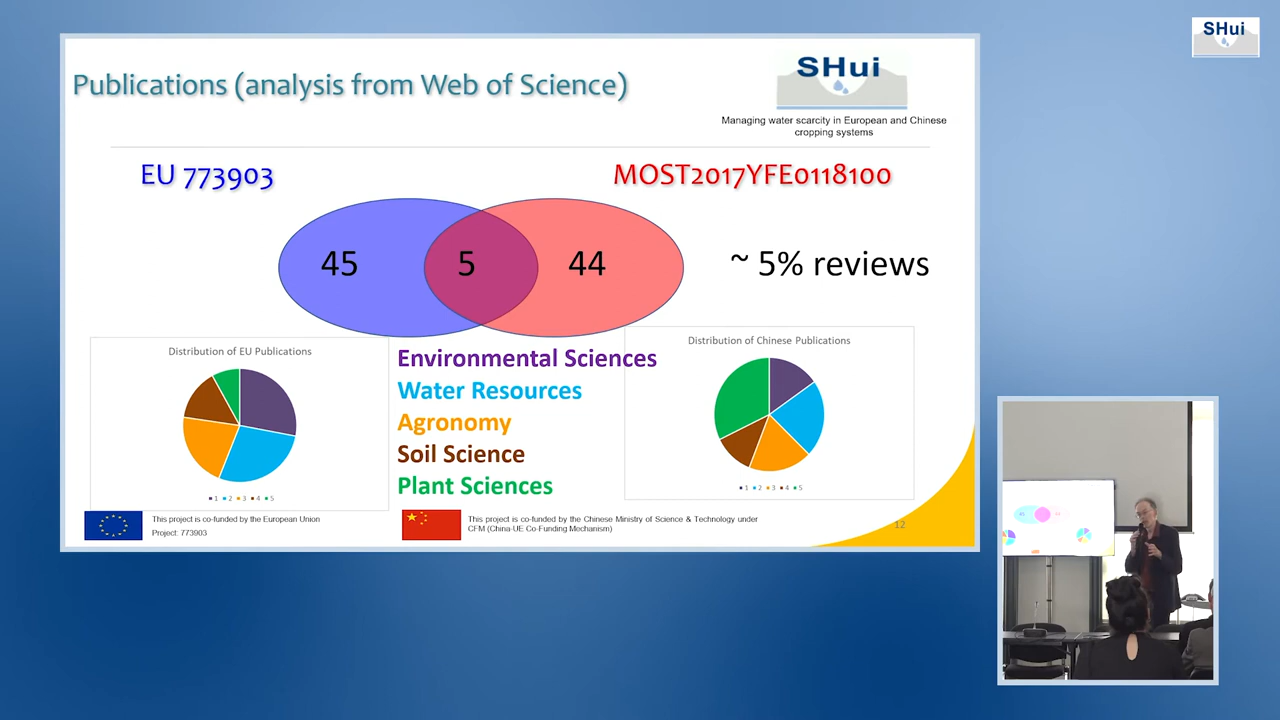 SHui
Publications (analysis from Web of Science)
SHui
Managing water scarcity in European and Chinese
cropping systems
EU 773903
MOST2017YFE0118100
45
5
44
~ 5% reviews
Distribution of EU Publications
1 2 3 4 5
Environmental Sciences
Water Resources
Agronomy
Soil Science
Plant Sciences
Distribution of Chinese Publications
1 2 3 4 5
This project is co-funded by the European Union
Project: 773903
This project is co-funded by the Chinese Ministry of Science & Technology under
CFM (China-UE Co-Funding Mechanism)
12